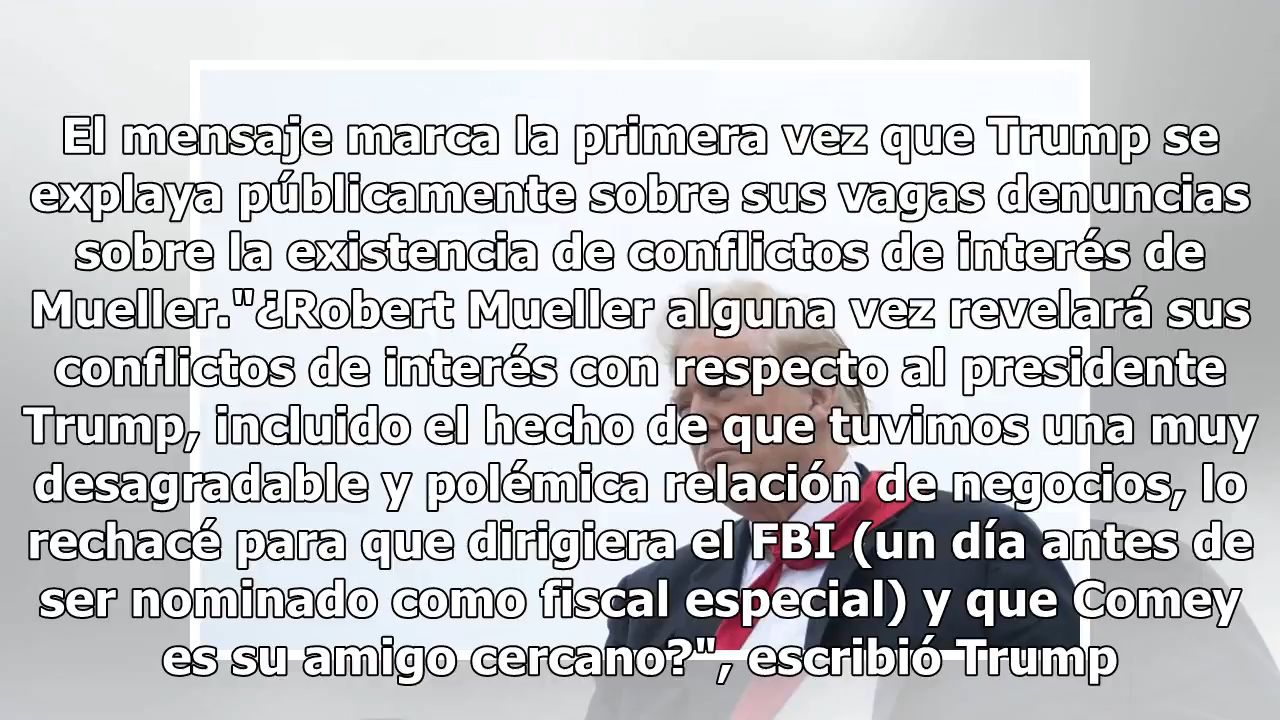 El mensaje marca la primera vez que Trump se
explaya públicamente sobre sus vagas denuncias
sobre la existencia de conflictos de interés de
Mueller."¿Robert Mueller alguna vez revelará sus
conflictos de interés con respecto al presidente
Trump, incluido el hecho de que tuvimos una muy
desagradable y polémica relación de negocios, lo
rechacé para que dirigiera el FBI (un día antes de
ser nominado como fiscal especial) y que Comey
es su amigo cercano?", escribió Trump